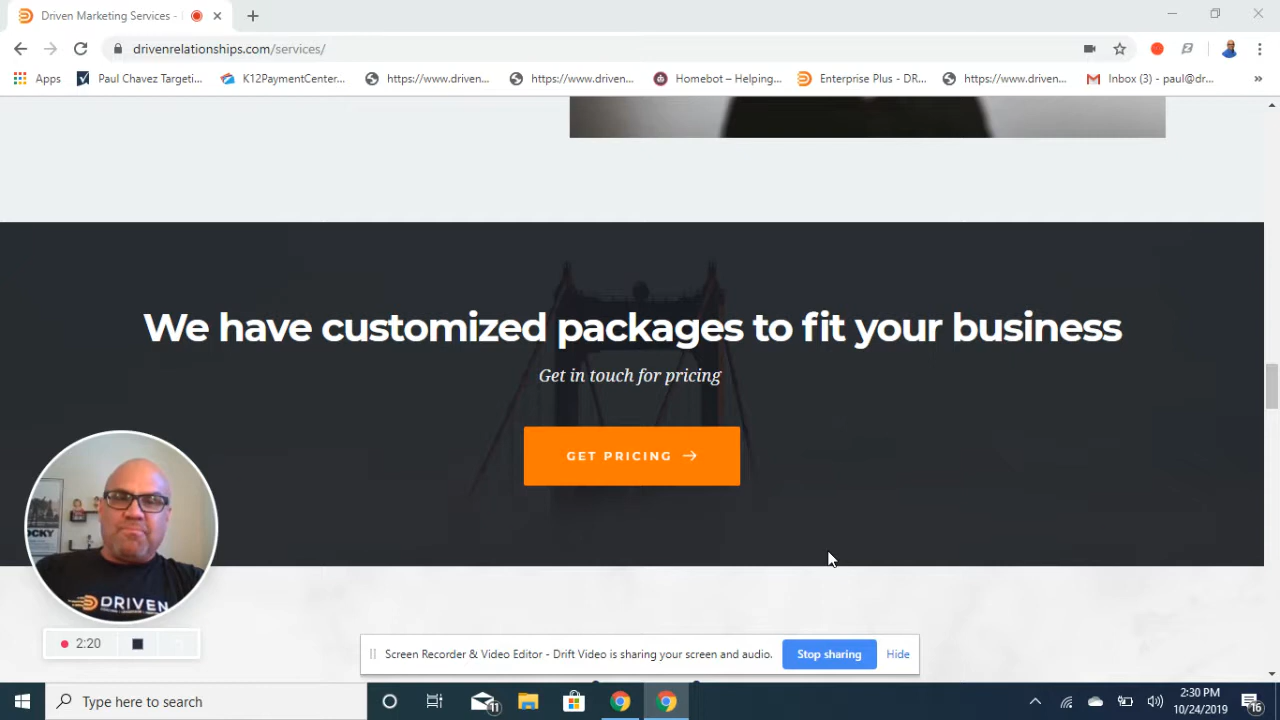 Driven Marketing Services -
drivenrelationships.com/services/
Apps
Paul Chavez Targeti...
K12PaymentCenter...
https://www.driven...
https://www.driven...
Homebot – Helping...
Enterprise Plus - DR...
https://www.driven...
Inbox (3) - paul@dr...
»
We have customized packages to fit your business
Get in touch for pricing
GET PRICING →
OCKY
DRIVEN
2:20
Screen Recorder & Video Editor - Drift Video is sharing your screen and audio.
Stop sharing
Hide
Type here to search
11
2:30 PM
10/24/2019
16